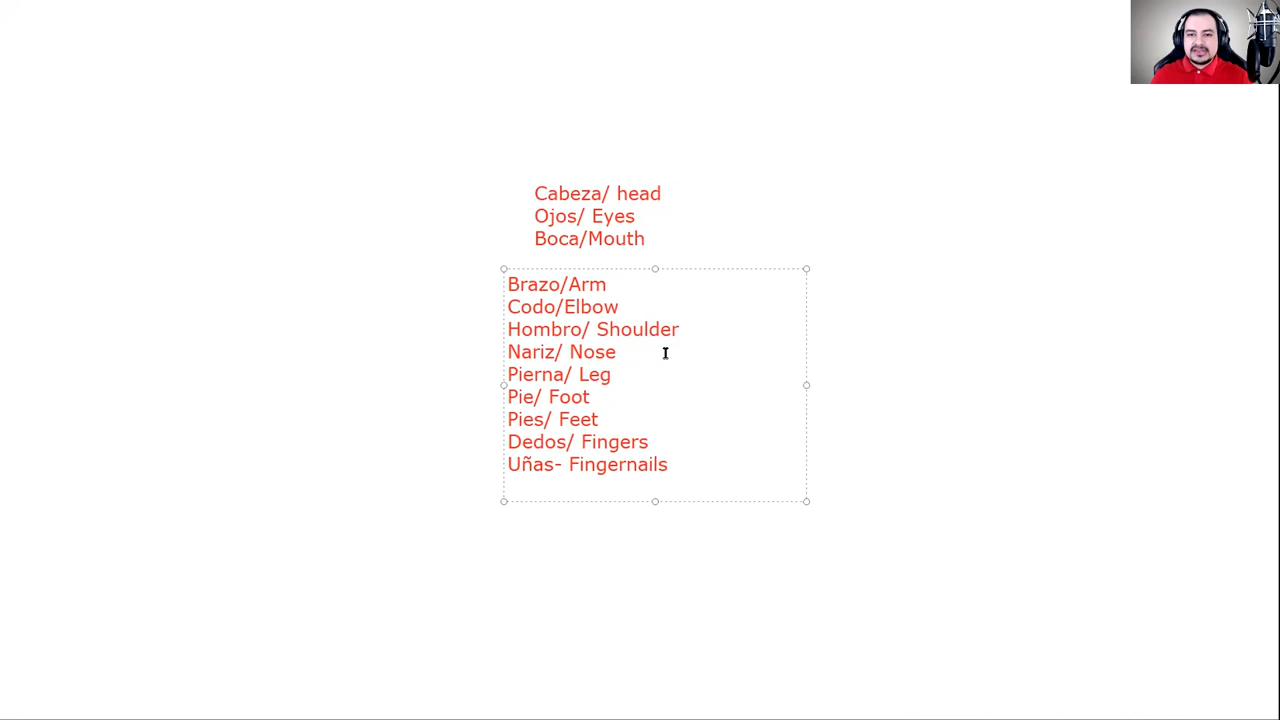 Cabeza/ head
Ojos/ Eyes
Boca/Mouth
Brazo/Arm
Codo/Elbow
Hombro/ Shoulder
Nariz/ Nose
Pierna/ Leg
Pie/ Foot
Pies/ Feet
Dedos/ Fingers
Uñas- Fingernails